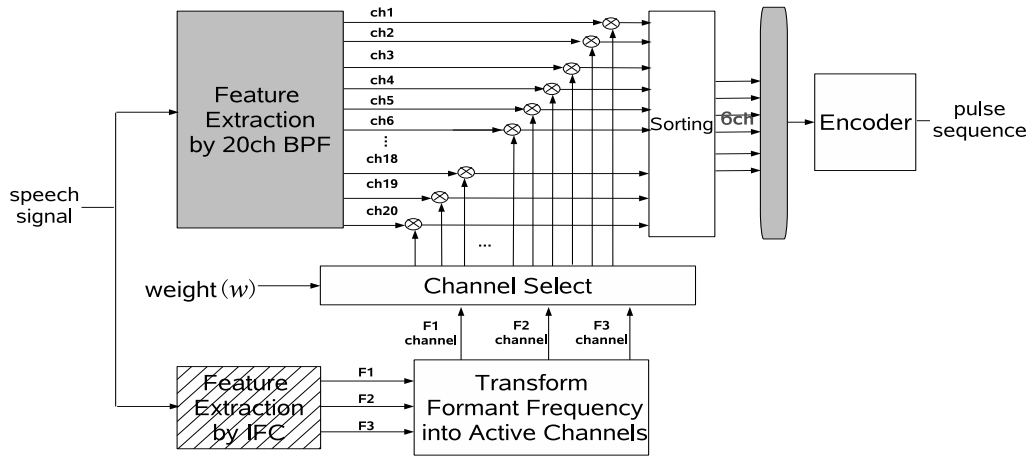 ch1
ch2
ch3
ch4
ch5
ch6
⋮
ch18
ch19
ch20
Feature
Extraction
by 20ch BPF
Sorting
6ch
Encoder
pulse
sequence
speech
signal
...
weight(w)
Channel Select
F1
channel
F2
channel
F3
channel
Feature
Extraction
by IFC
F1
F2
F3
Transform
Formant Frequency
into Active Channels